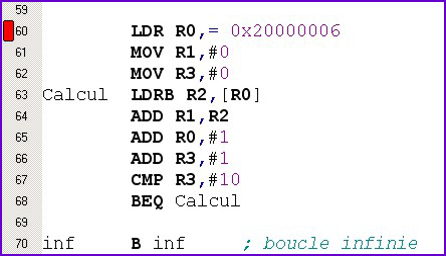 59
60 LDR R0,= 0x20000006
61 MOV R1,#0
62 MOV R3,#0
63 Calcul LDRB R2,[R0]
64 ADD R1,R2
65 ADD R0,#1
66 ADD R3,#1
67 CMP R3,#10
68 BEQ Calcul
69
70 inf B inf ; boucle infinie